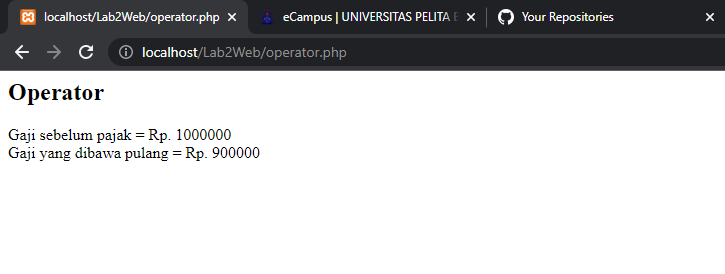 localhost/Lab2Web/operator.php
eCampus | UNIVERSITAS PELITA
Your Repositories
localhost/Lab2Web/operator.php
Operator
Gaji sebelum pajak = Rp. 1000000
Gaji yang dibawa pulang = Rp. 900000